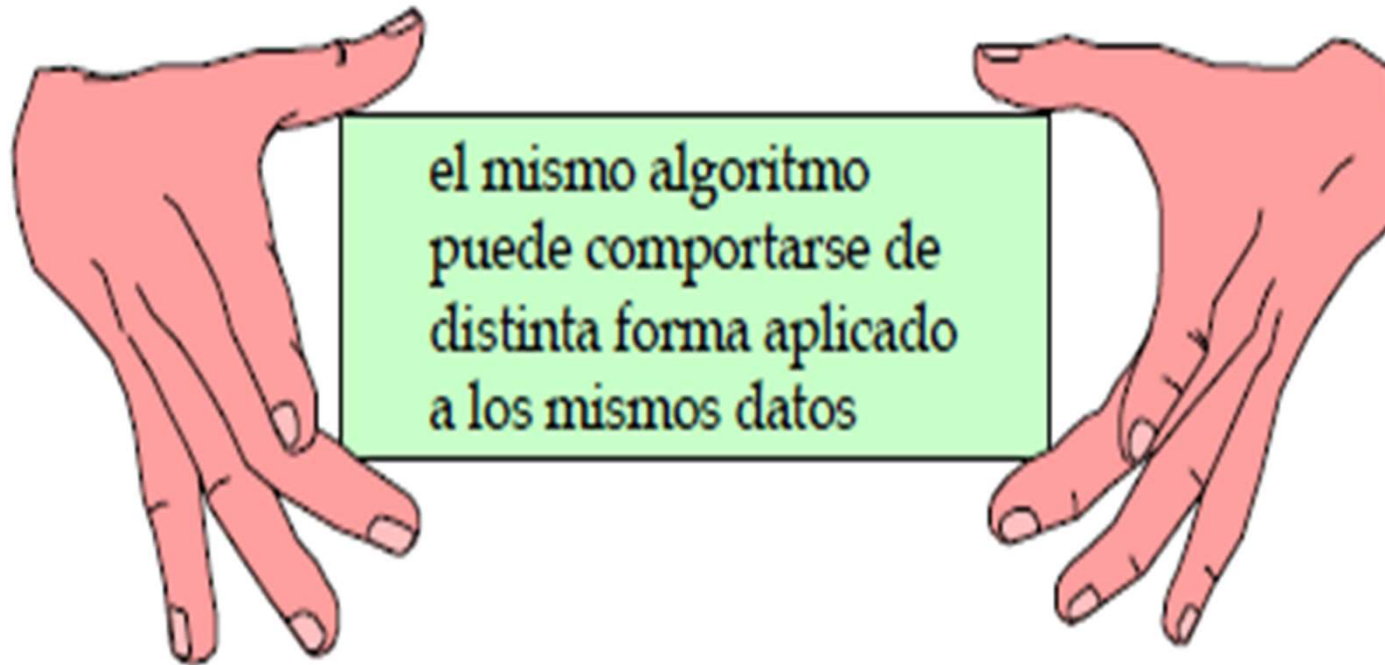 el mismo algoritmo
puede comportarse de
distinta forma aplicado
a los mismos datos